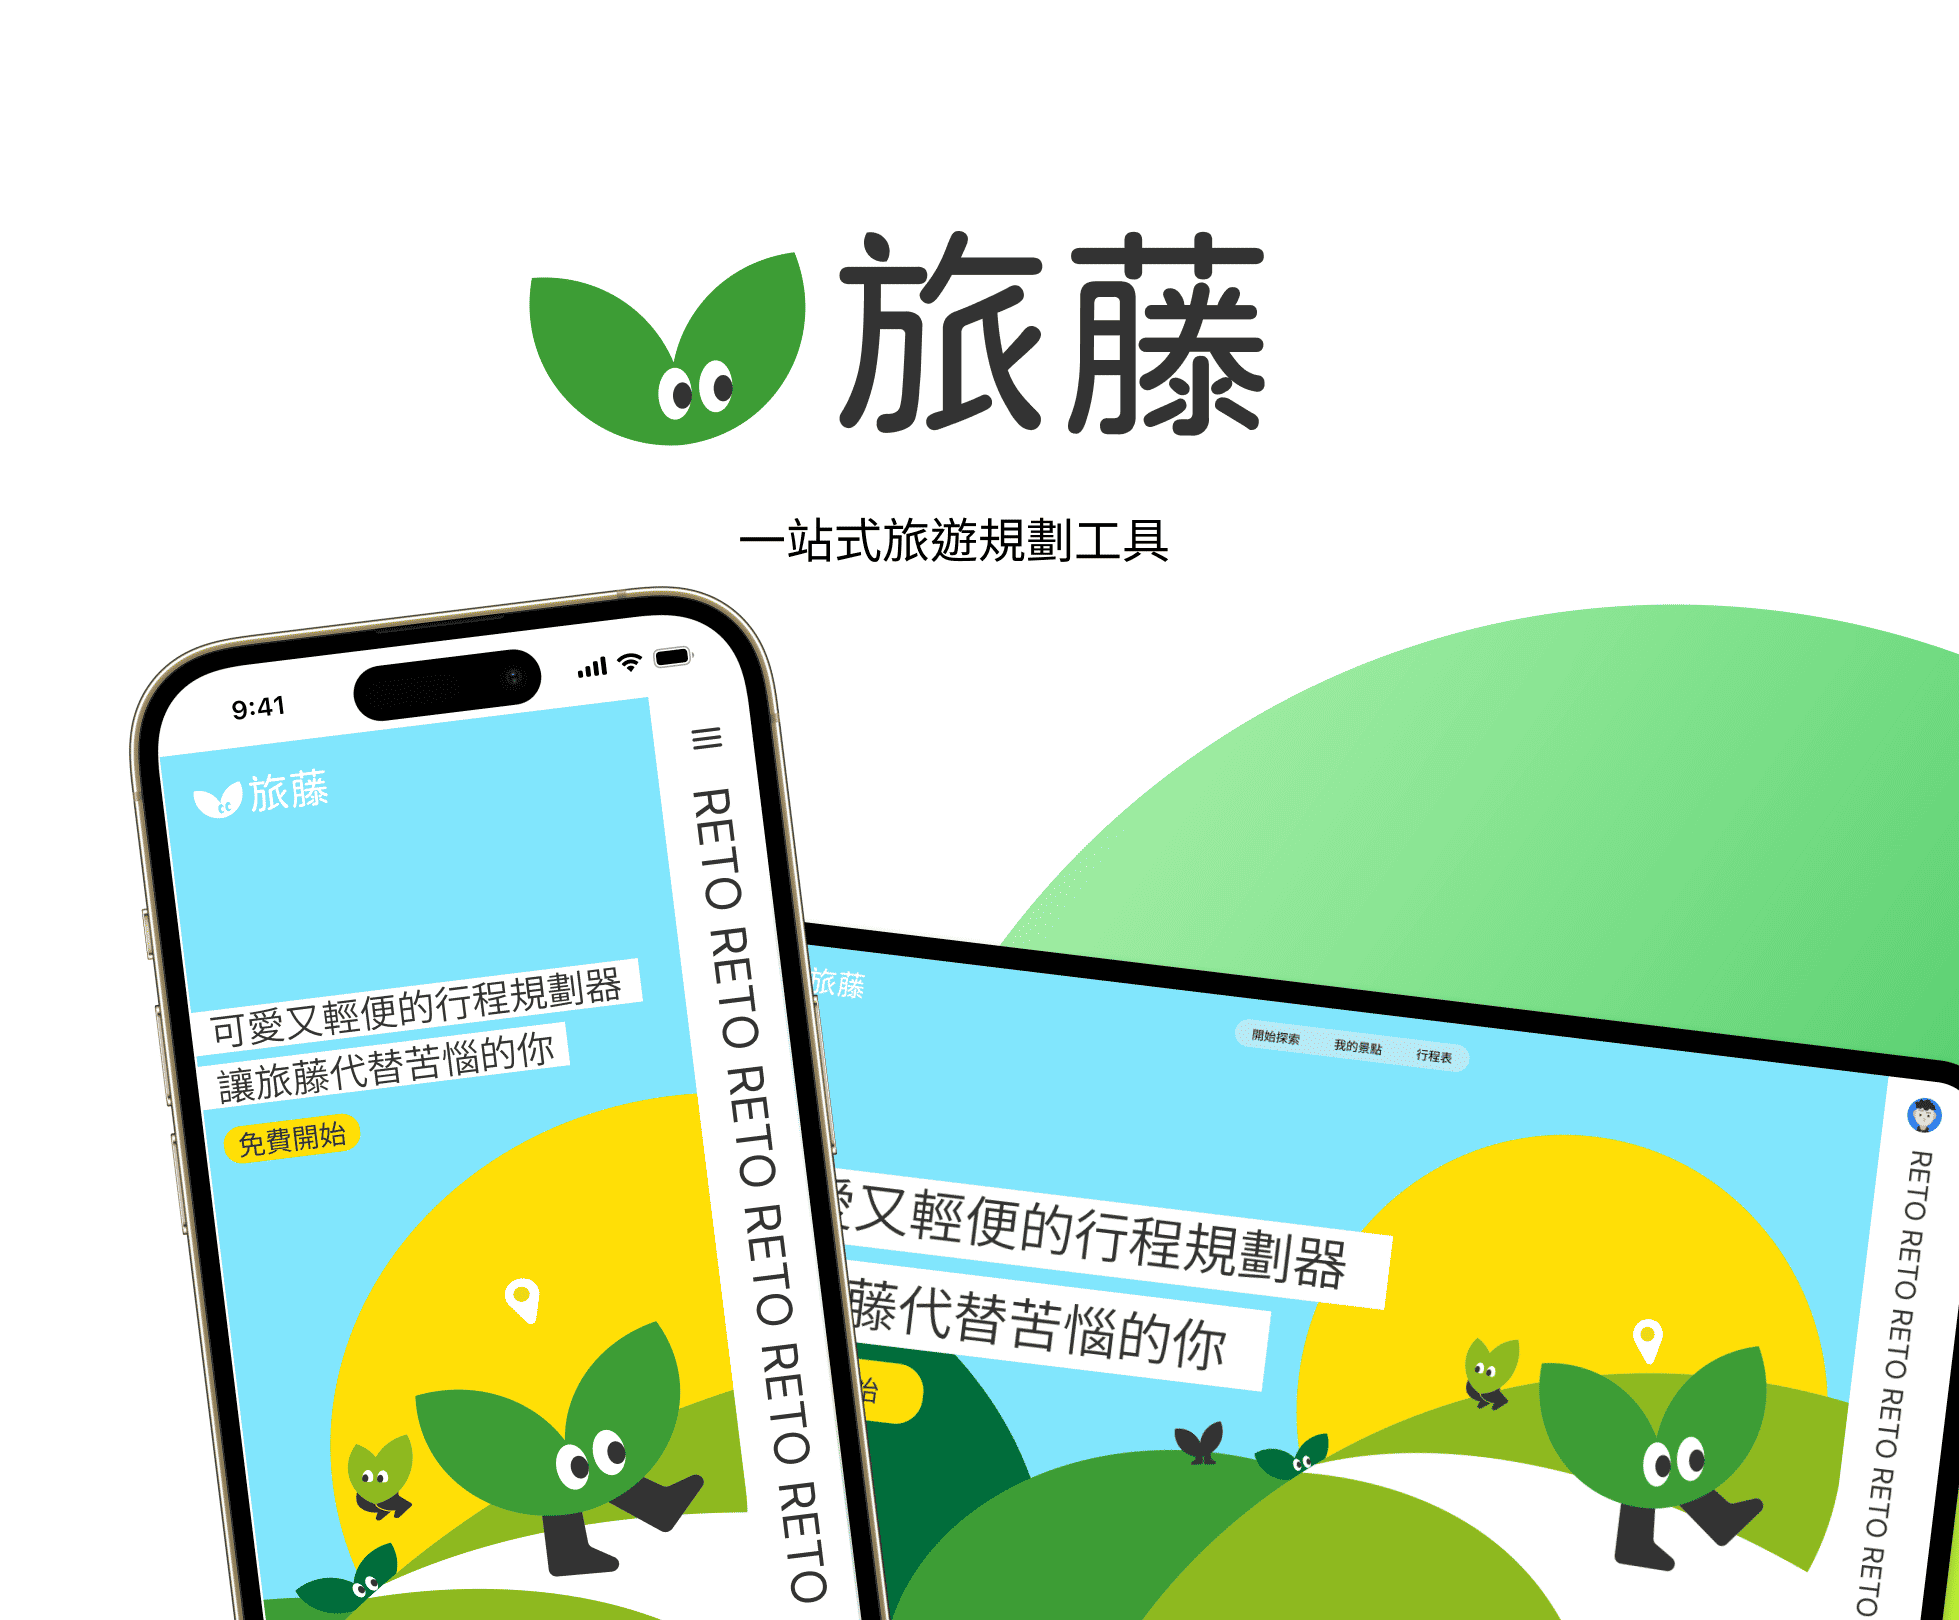 旅藤
一站式旅遊規劃工具
9:41
旅藤
可愛又輕便的行程規劃器
讓旅藤代替苦惱的你
免費開始
RETO RETO RETO RETO RETO RETO
旅藤
開始探索 我的景點 行程表
愛又輕便的行程規劃器
藤代替苦惱的你
始
RETO RETO RETO RETO RETO RETO